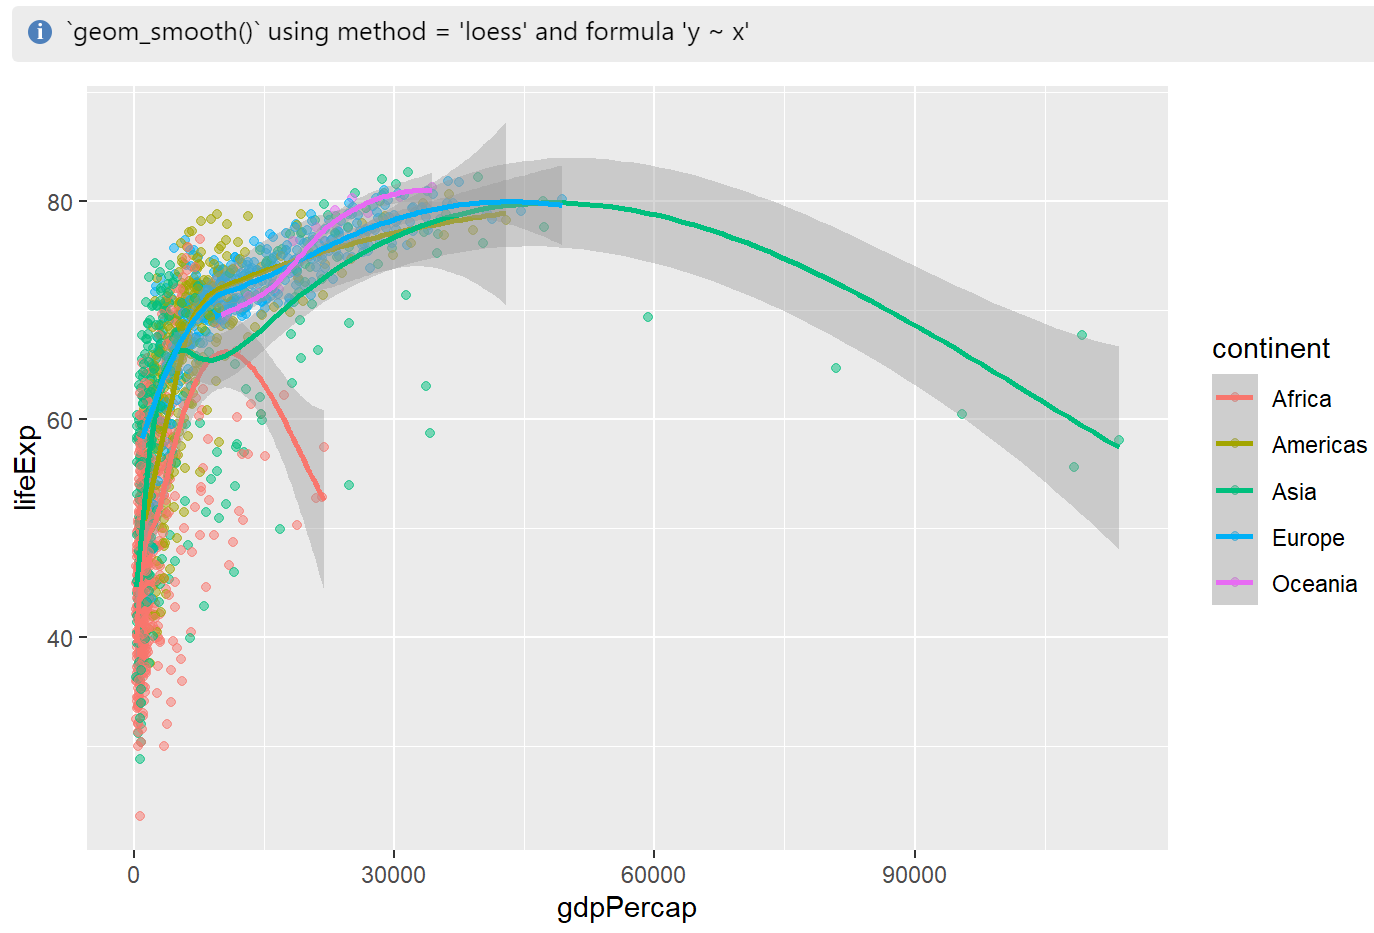 `geom_smooth()` using method = 'loess' and formula 'y ~ x'
80
60
40
lifeExp
0 30000 60000 90000
gdpPercap
continent
Africa
Americas
Asia
Europe
Oceania